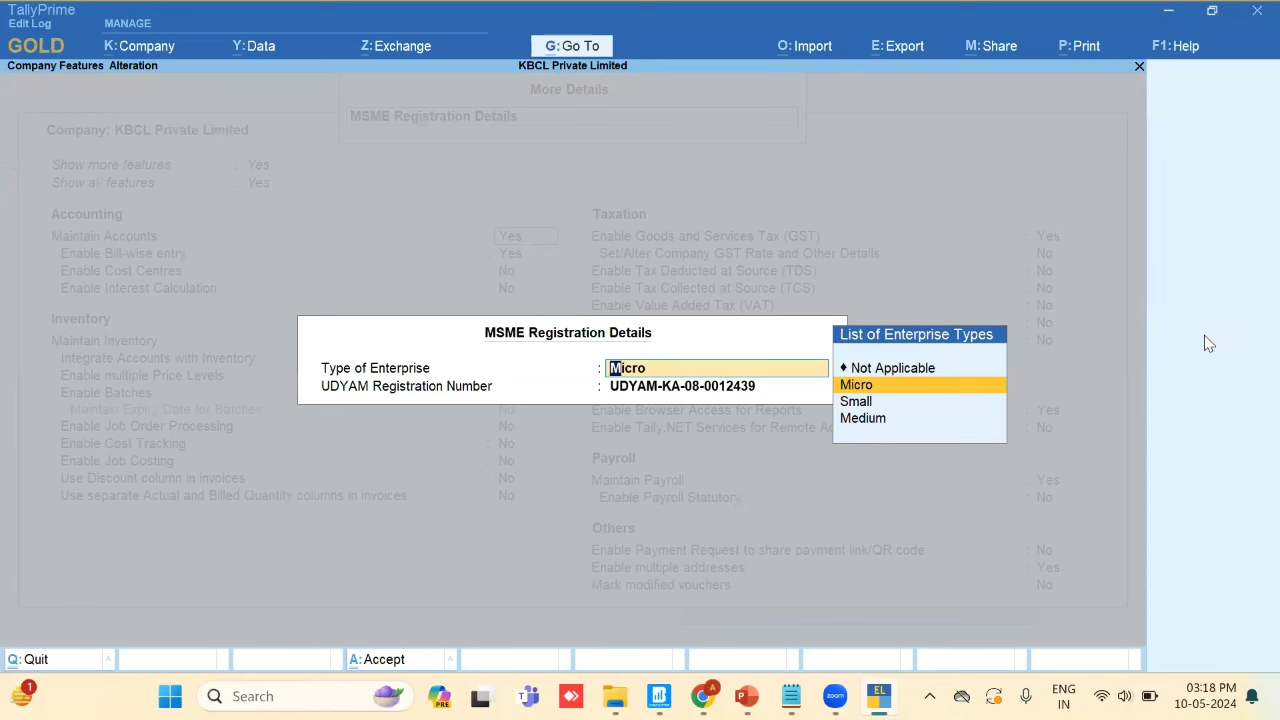 TallyPrime
Edit Log
MANAGE
GOLD K:Company Y:Data Z:Exchange G:Go To O:Import E:Export M:Share P:Print F1:Help
Company Features Alteration KBCL Private Limited
More Details
MSME Registration Details
Company: KBCL Private Limited
Show more features : Yes
Show all features : Yes
Accounting Taxation
Maintain Accounts Yes Enable Goods and Services Tax (GST) : Yes
Enable Bill-wise entry : Yes Set/Alter Company GST Rate and Other Details : No
Enable Cost Centres : No Enable Tax Deducted at Source (TDS) : No
Enable Interest Calculation : No Enable Tax Collected at Source (TCS) : No
Enable Value Added Tax (VAT) : No
Inventory : No
Maintain Inventory : No
Integrate Accounts with Inventory
Enable multiple Price Levels
Enable Batches
Maintain Expiry Date for Batches No Enable Browser Access for Reports : Yes
Enable Job Order Processing : No Enable Tally.NET Services for Remote
Enable Cost Tracking : No
Enable Job Costing : No Payroll
Use Discount column in invoices : No Maintain Payroll : Yes
Use separate Actual and Billed Quantity columns in invoices : No Enable Payroll Statutory : No
Others
Enable Payment Request to share payment link/QR code : No
Enable multiple addresses : Yes
Mark modified vouchers : No
MSME Registration Details
Type of Enterprise : Micro
UDYAM Registration Number : UDYAM-KA-08-0012439
List of Enterprise Types
♦ Not Applicable
Micro
Small
Medium
Q:Quit A:Accept
1 Search PRE A zoom EL ENG IN 03:18 PM 10-05-2024